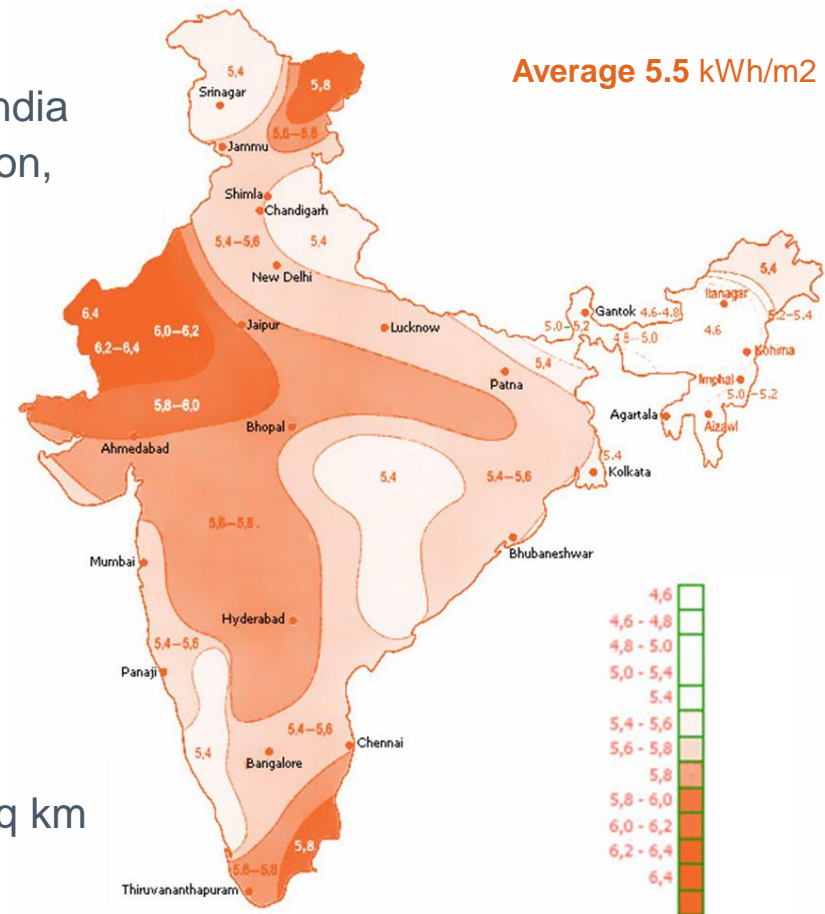 Average 5.5 kWh/m2
ndia
on,
5,4
Srinagar
5,8
5,6–5,8
Jammu
Shimla
Chandigarh
5,4–5,6
5,4
New Delhi
6,4
6,2–6,4
6,0–6,2
Jaipur
Lucknow
5,4
Patna
5,8–6,0
Ahmedabad
Bhopal
5.0–5,2
Gantok
4.6-4.8
4.8–5.0
5,4
Itanagar
5.2–5.4
4.6
Kohima
Imphal
5.0–5.2
Agartala
Aizawl
5.4
Kolkata
5,4
5,4–5,6
5,6–5,8
Bhubaneshwar
Mumbai
Hyderabad
5,4–5,6
Panaji
5,4
5,4–5,6
Bangalore
Chennai
q km
5,8
5,6–5,8
Thiruvananthapuram
4,6
4,6 - 4,8
4,8 - 5.0
5,0 - 5,4
5.4
5,4 - 5,6
5,6 - 5,8
5,8
5,8 - 6,0
6,0 - 6,2
6,2 - 6,4
6,4